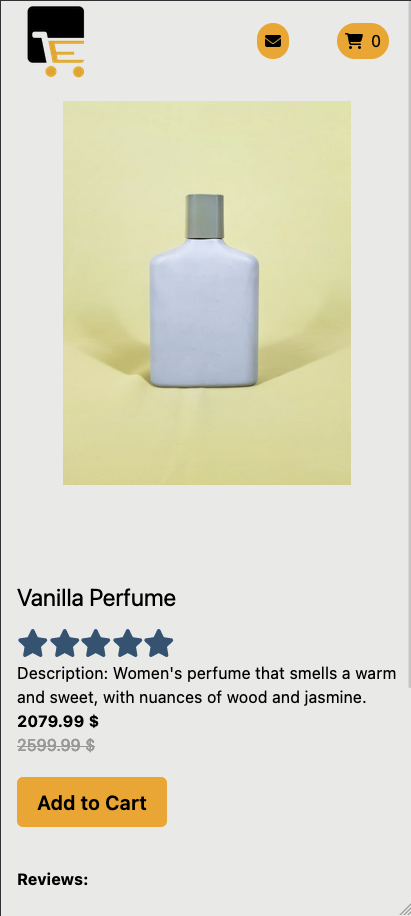 E
0
Vanilla Perfume
Description: Women's perfume that smells a warm
and sweet, with nuances of wood and jasmine.
2079.99 $
2599.99 $
Add to Cart
Reviews: